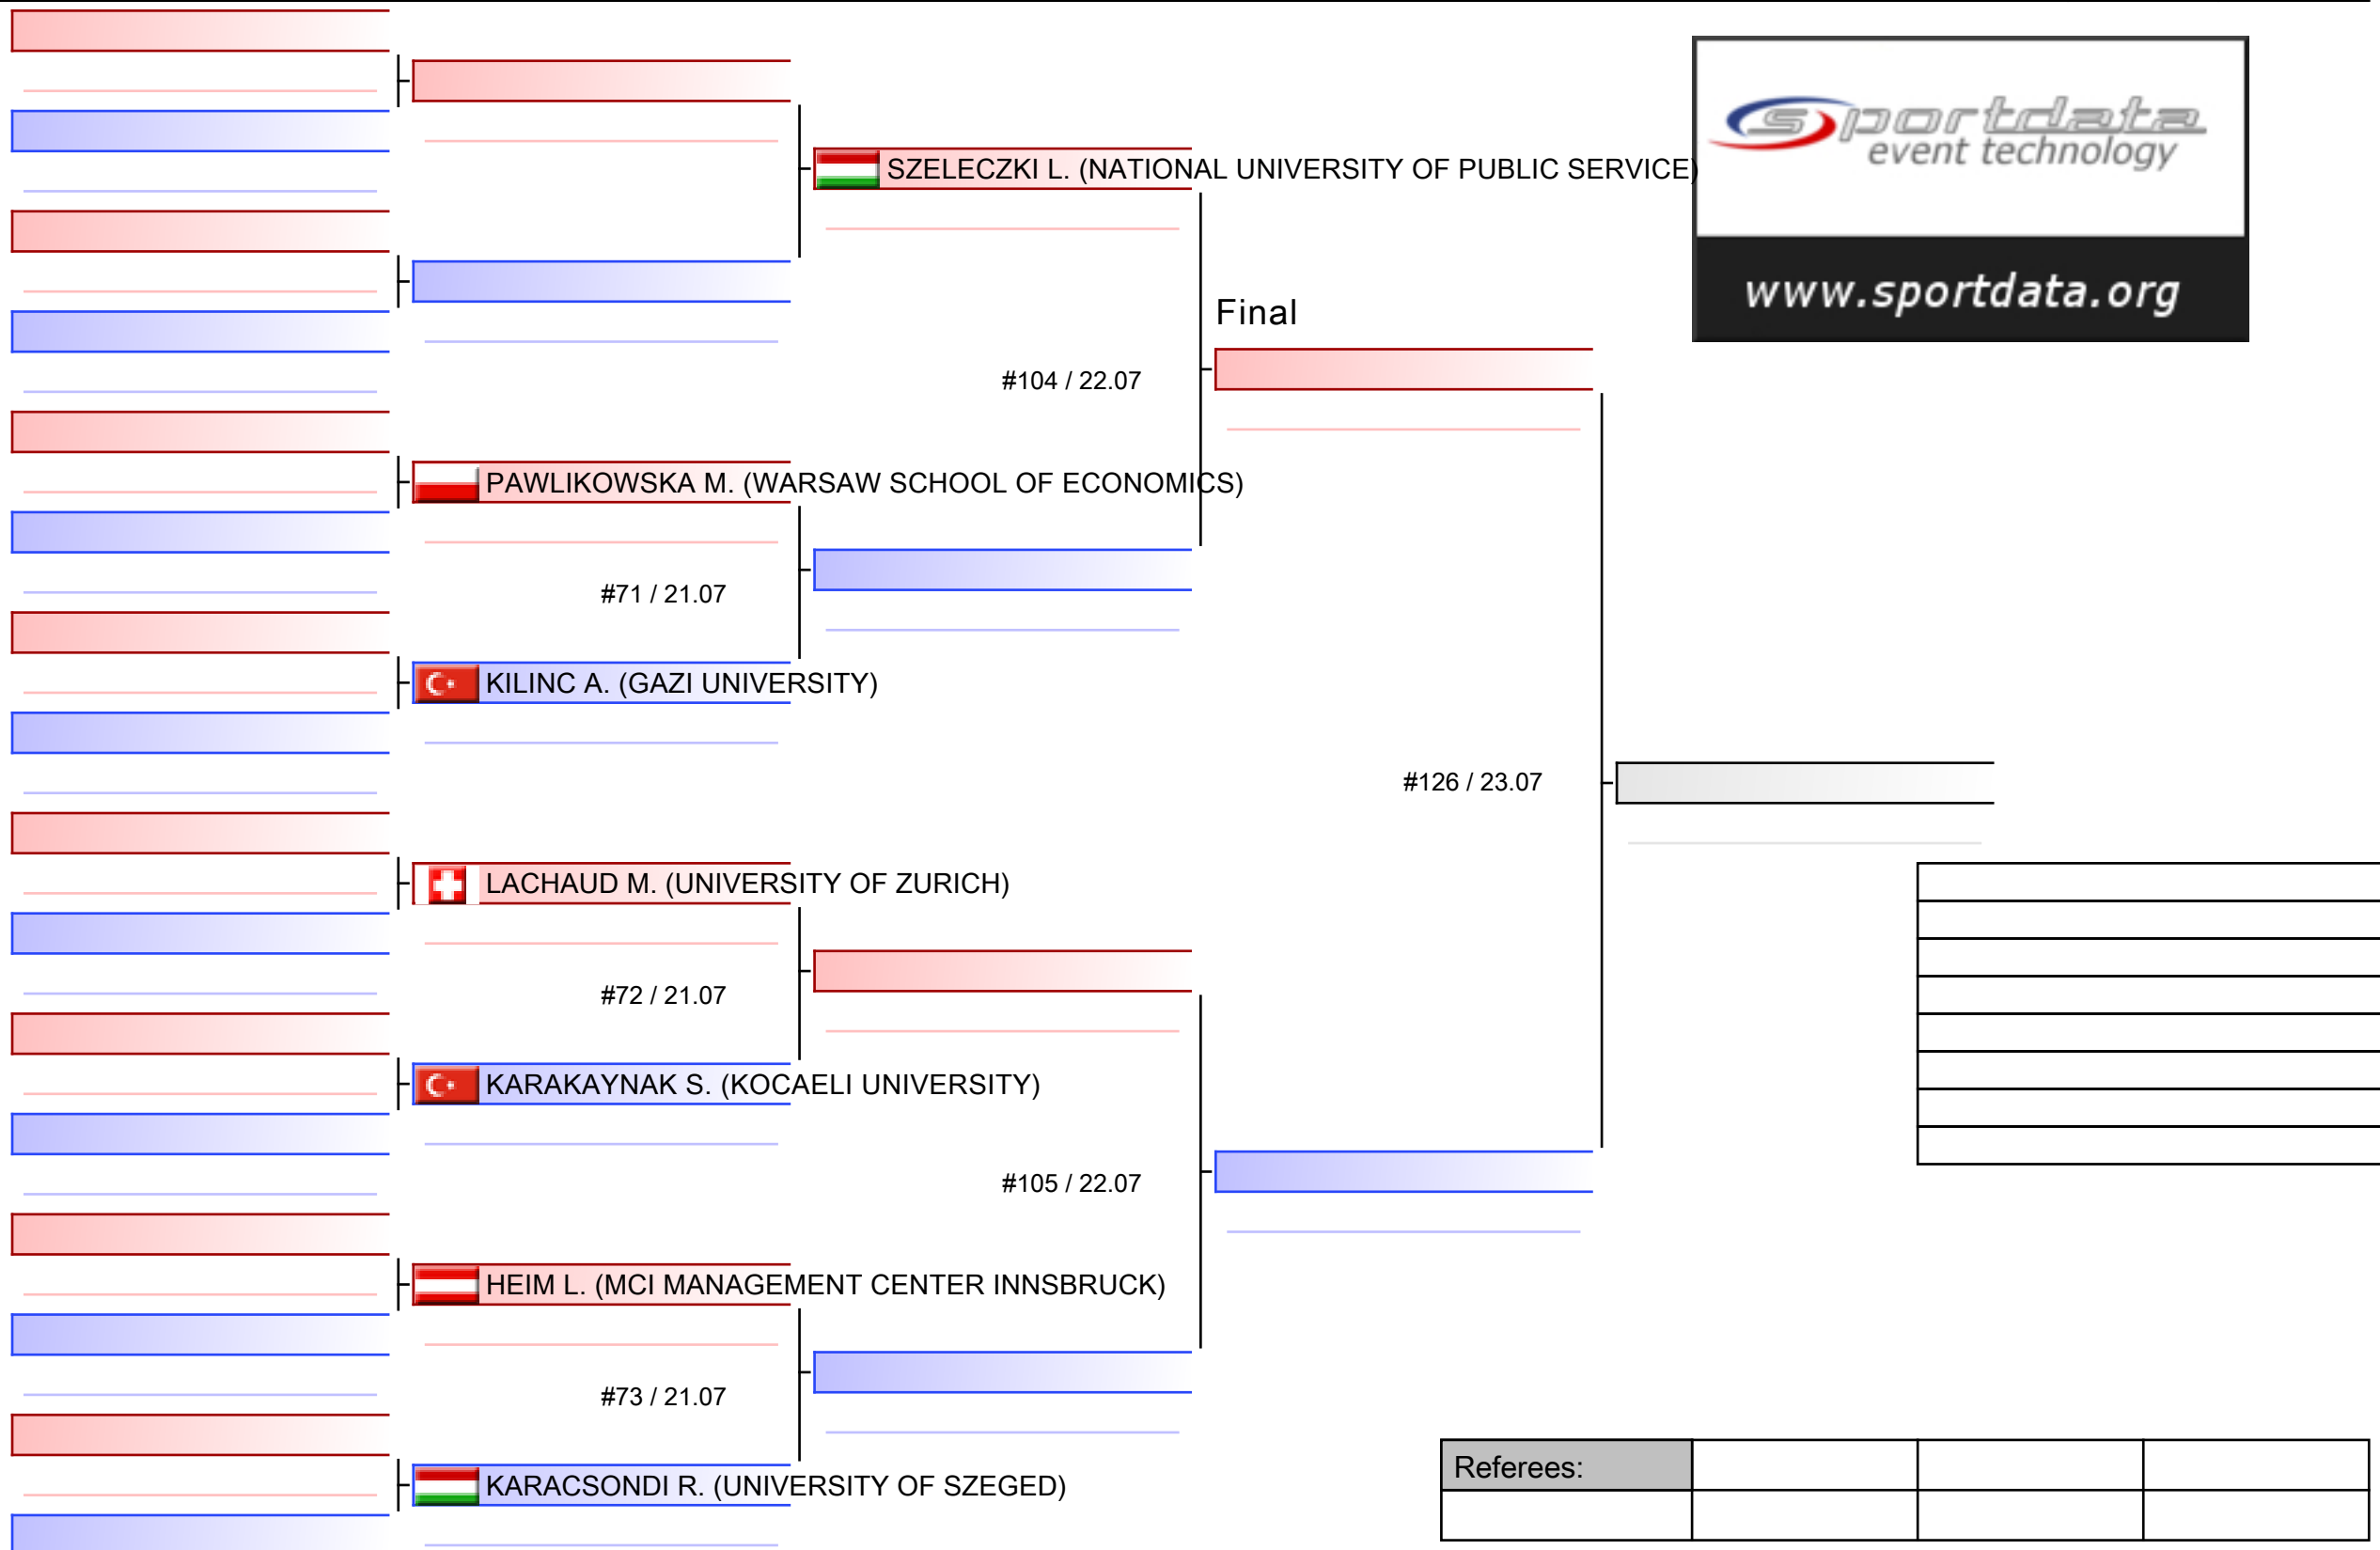 sportdata
event technology
www.sportdata.org
SZELECZKI L. (NATIONAL UNIVERSITY OF PUBLIC SERVICE)
Final
#104 / 22.07
PAWLIKOWSKA M. (WARSAW SCHOOL OF ECONOMICS)
#71 / 21.07
KILINC A. (GAZI UNIVERSITY)
#126 / 23.07
LACHAUD M. (UNIVERSITY OF ZURICH)
#72 / 21.07
KARAKAYNAK S. (KOCAELI UNIVERSITY)
#105 / 22.07
HEIM L. (MCI MANAGEMENT CENTER INNSBRUCK)
#73 / 21.07
Referees:
KARACSONDI R. (UNIVERSITY OF SZEGED)